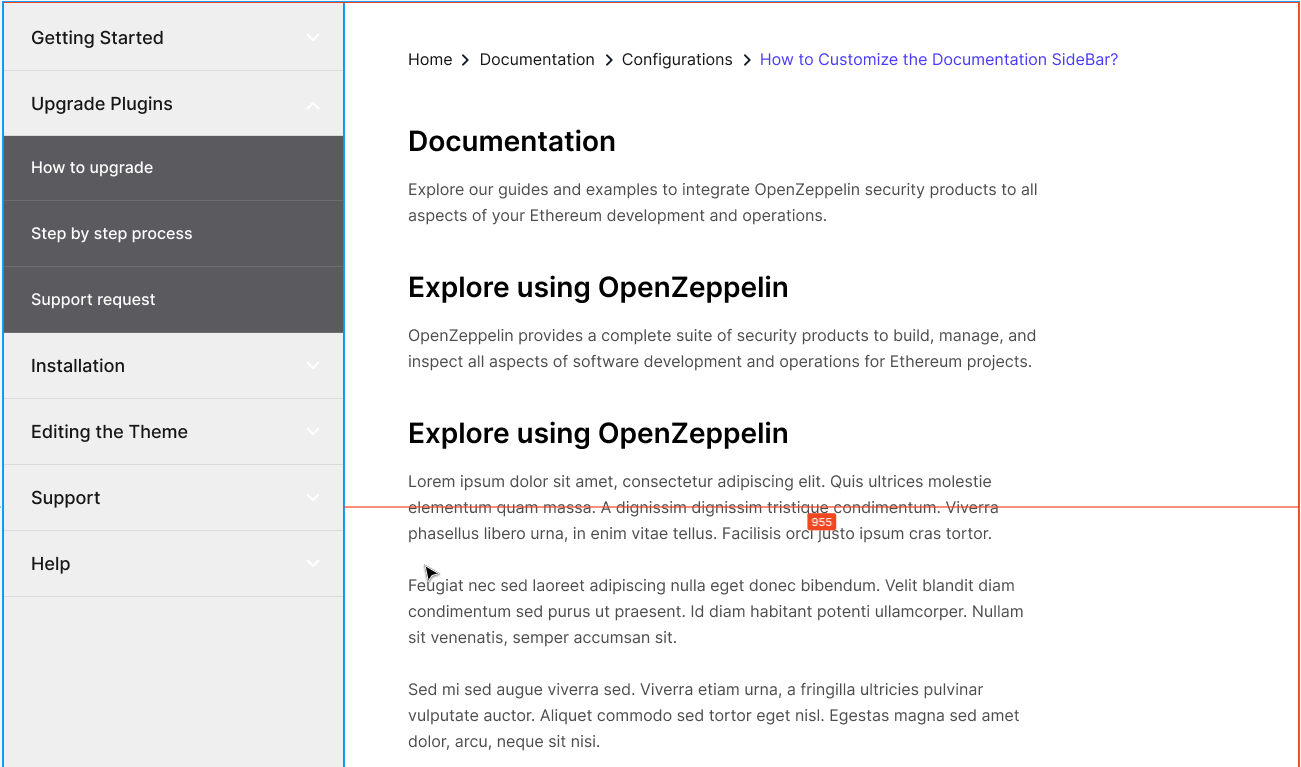 Getting Started
Upgrade Plugins
How to upgrade
Step by step process
Support request
Installation
Editing the Theme
Support
Help
Home > Documentation > Configurations > How to Customize the Documentation SideBar?
Documentation
Explore our guides and examples to integrate OpenZeppelin security products to all
aspects of your Ethereum development and operations.
Explore using OpenZeppelin
OpenZeppelin provides a complete suite of security products to build, manage, and
inspect all aspects of software development and operations for Ethereum projects.
Explore using OpenZeppelin
Lorem ipsum dolor sit amet, consectetur adipiscing elit. Quis ultrices molestie
elementum quam massa. A dignissim dignissim tristique condimentum. Viverra
955
phasellus libero urna, in enim vitae tellus. Facilisis orci justo ipsum cras tortor.
Feugiat nec sed laoreet adipiscing nulla eget donec bibendum. Velit blandit diam
condimentum sed purus ut praesent. Id diam habitant potenti ullamcorper. Nullam
sit venenatis, semper accumsan sit.
Sed mi sed augue viverra sed. Viverra etiam urna, a fringilla ultricies pulvinar
vulputate auctor. Aliquet commodo sed tortor eget nisl. Egestas magna sed amet
dolor, arcu, neque sit nisi.